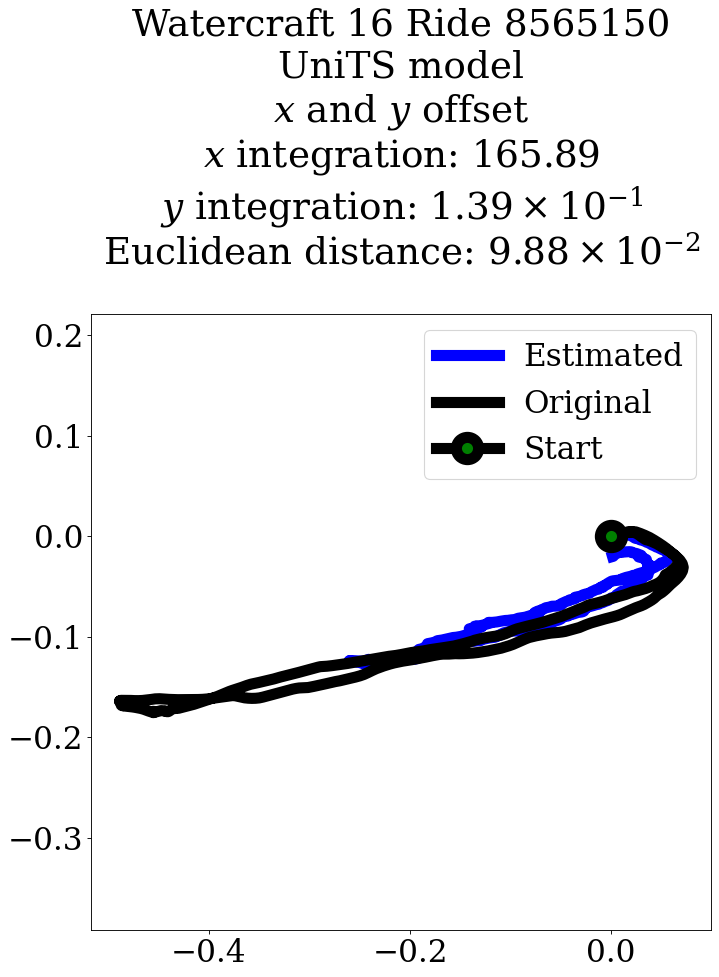 Watercraft 16 Ride 8565150
UniTS model
x and y offset
x integration: 165.89
y integration: 1.39 × 10⁻¹
Euclidean distance: 9.88 × 10⁻²
Estimated
Original
Start
0.2
0.1
0.0
−0.1
−0.2
−0.3
−0.4
−0.2
0.0